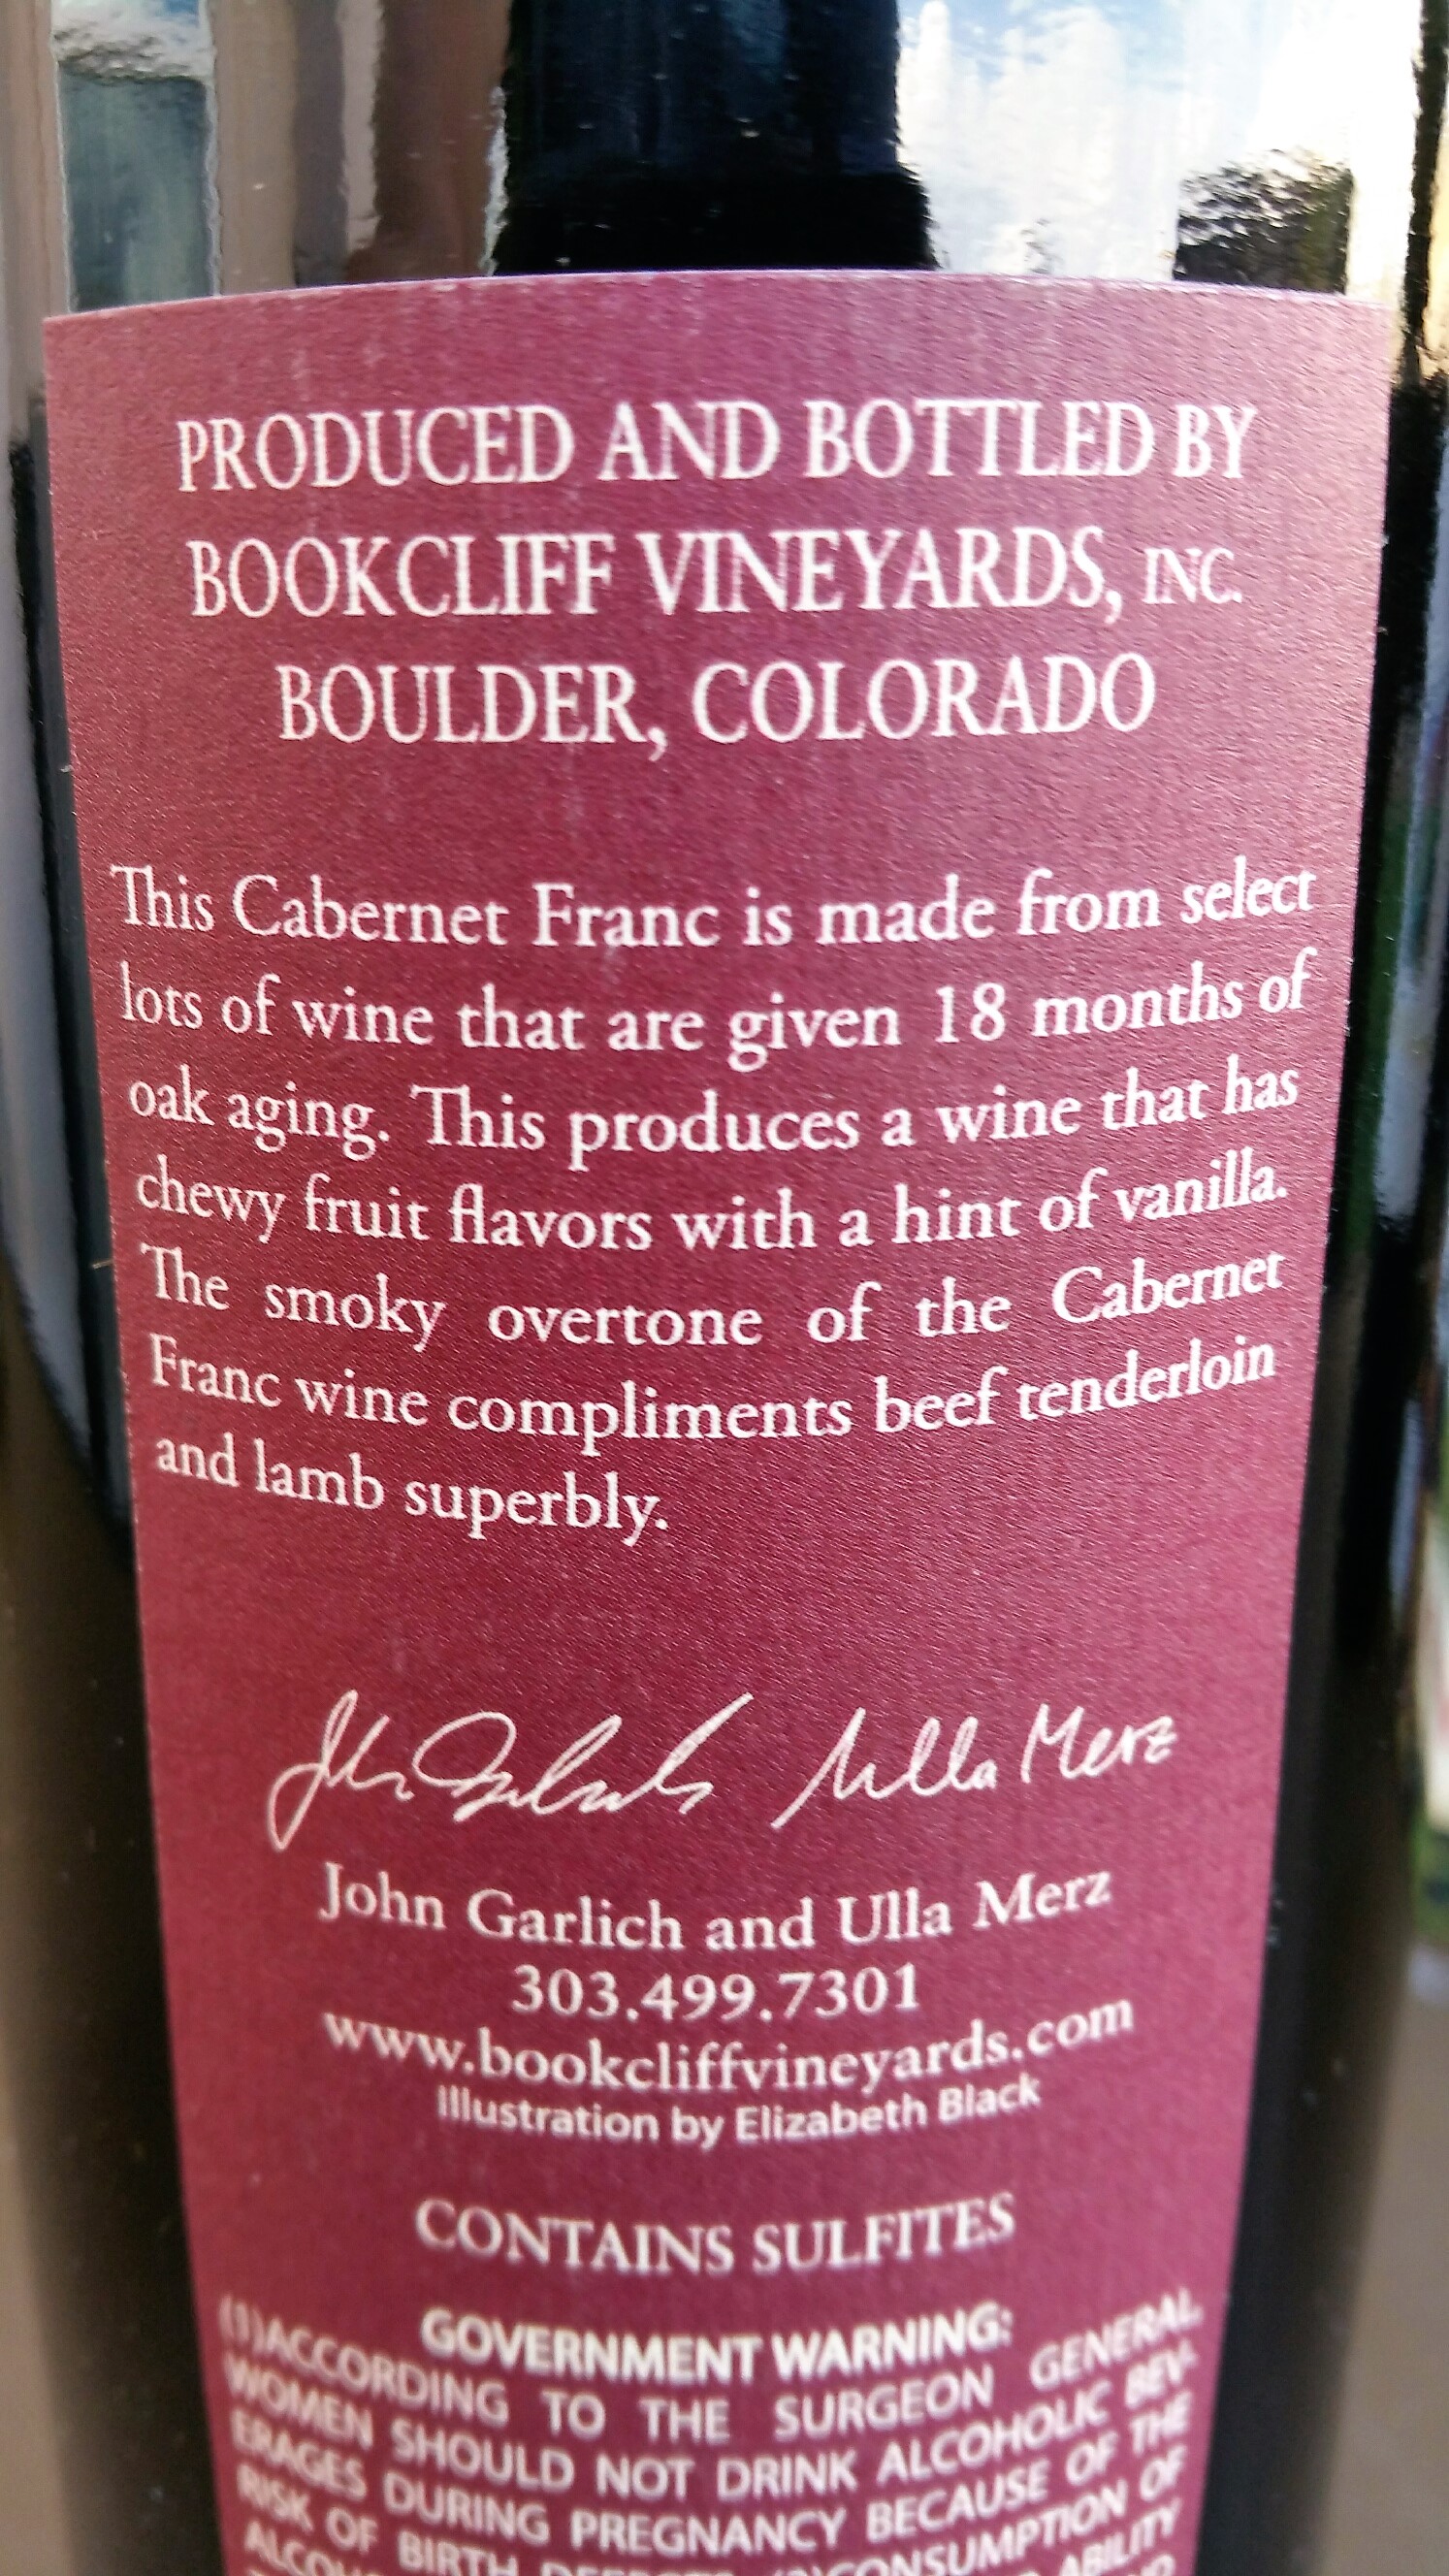 PRODUCED AND BOTTLED BY
BOOKCLIFF VINEYARDS, INC.
BOULDER, COLORADO
This Cabernet Franc is made from select
lots of wine that are given 18 months of
oak aging. This produces a wine that has
chewy fruit flavors with a hint of vanilla.
The smoky overtone of the Cabernet
Franc wine compliments beef tenderloin
and lamb superbly.
Ulla Merz
John Garlich and Ulla Merz
303.499.7301
www.bookcliffvineyards.com
Illustration by Elizabeth Black
CONTAINS SULFITES
GOVERNMENT WARNING:
(1)ACCORDING TO THE SURGEON GENERAL
WOMEN SHOULD NOT DRINK ALCOHOLIC BEV-
ERAGES DURING PREGNANCY BECAUSE OF THE
RISK OF BIRTH CONSUMPTION OF
ABILITY